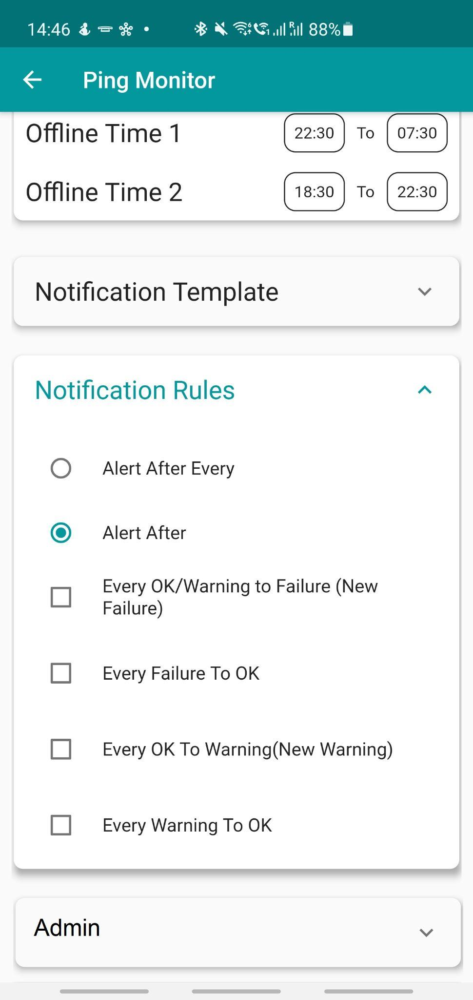 14:46
88%
Ping Monitor
Offline Time 1 22:30 To 07:30
Offline Time 2 18:30 To 22:30
Notification Template
Notification Rules
Alert After Every
Alert After
Every OK/Warning to Failure (New
Failure)
Every Failure To OK
Every OK To Warning(New Warning)
Every Warning To OK
Admin